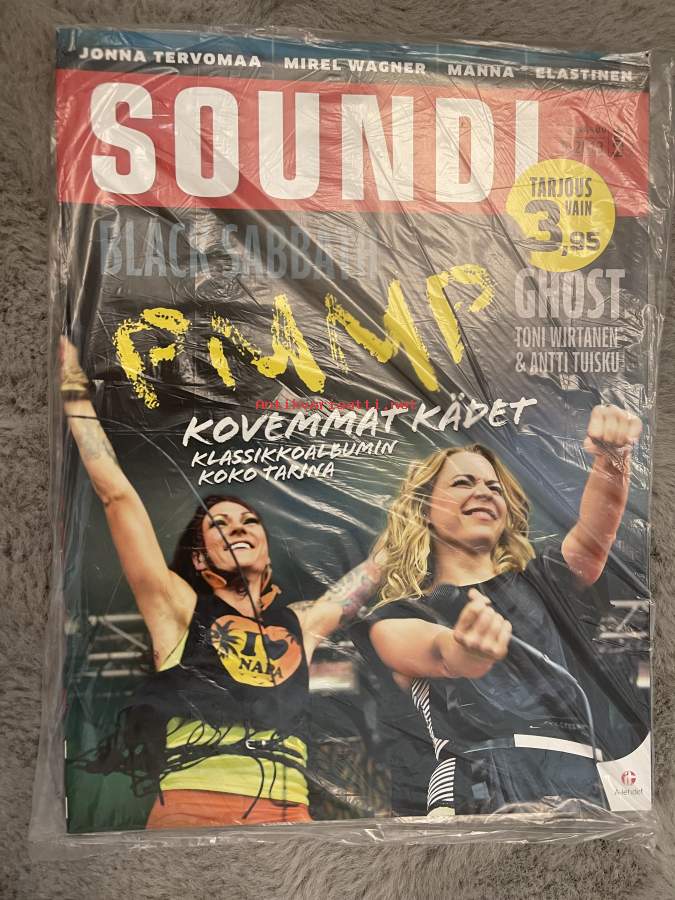 JONNA TERVOMAA MIREL WAGNER MANNA ELASTINEN
SOUNDI
TARJOUS
VAIN
3,95
BLACK SABBATH
GHOST
TONI WIRTANEN
& ANTTI TUISKU
PMMP
Antikvariaatti.net
KOVEMMAT KÄDET
KLASSIKKOALBUMIN
KOKO TARINA
I
NAPA
A-lehdet